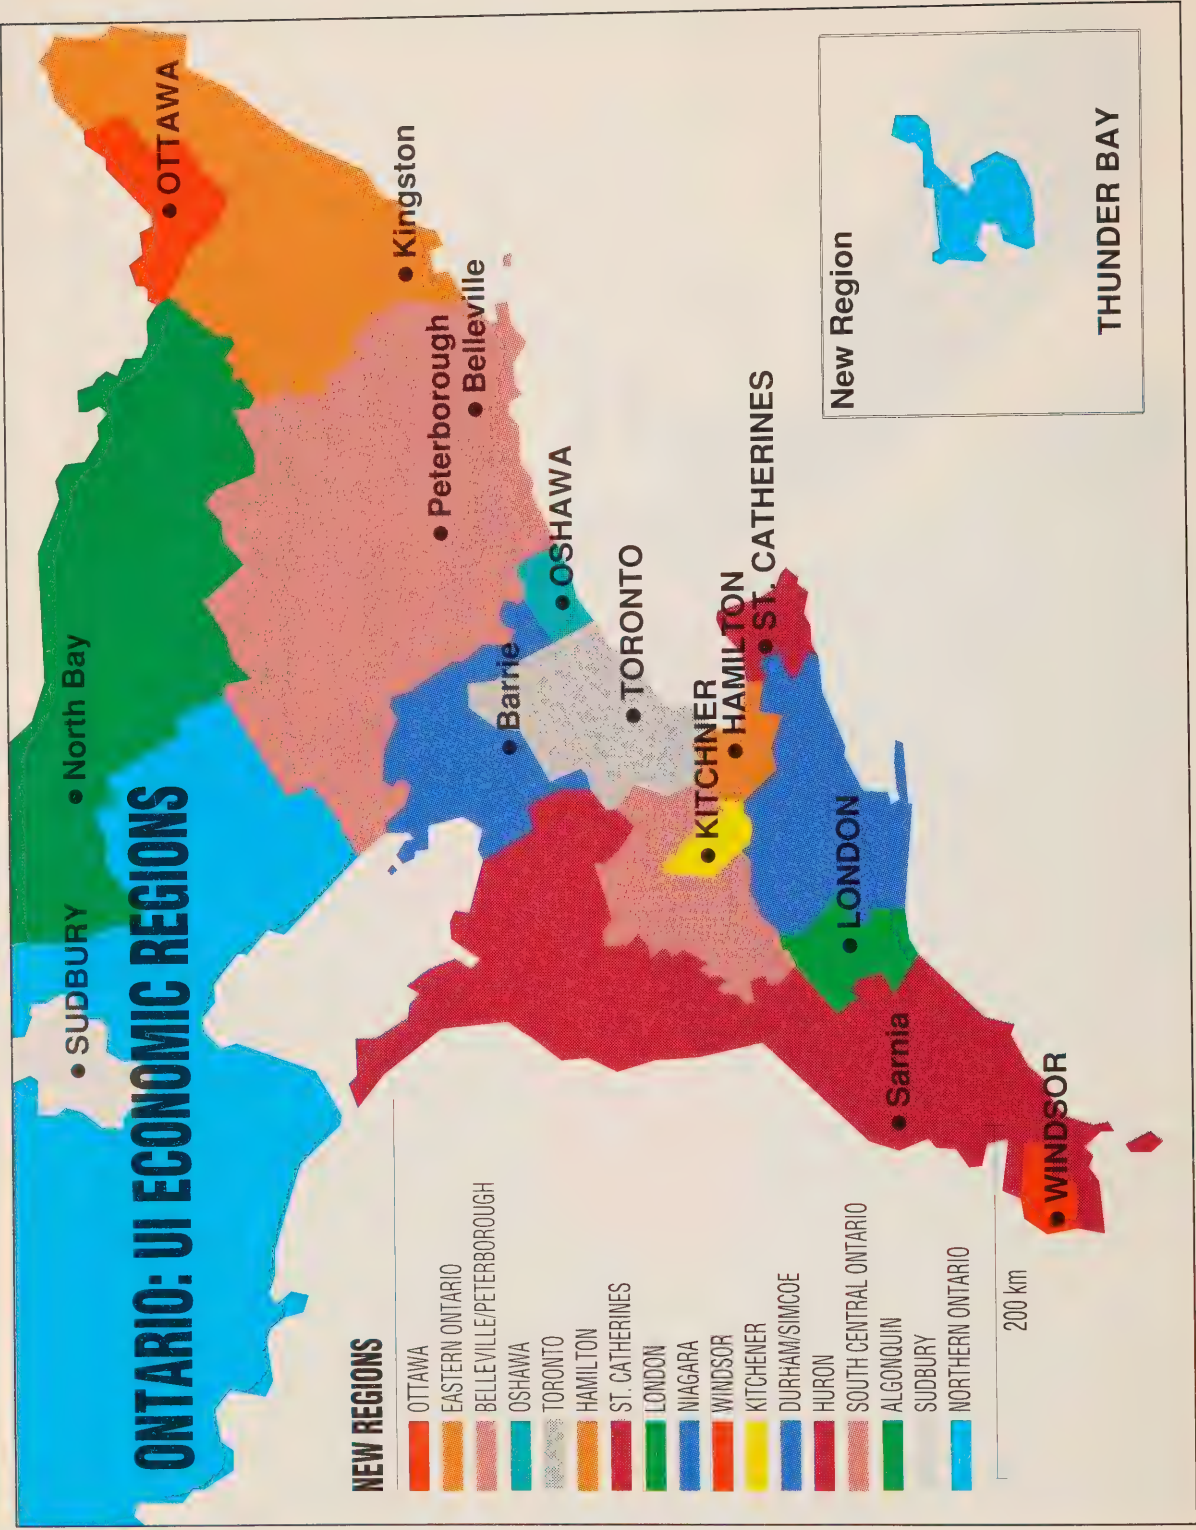 ONTARIO: UI ECONOMIC REGIONS
SUDBURY
North Bay
OTTAWA
Kingston
Belleville
Peterborough
OSHAWA
Barrie
TORONTO
KITCHNER
HAMILTON
ST. CATHERINES
LONDON
Sarnia
WINDSOR
NEW REGIONS
OTTAWA
EASTERN ONTARIO
BELLEVILLE/PETERBOROUGH
OSHAWA
TORONTO
HAMILTON
ST. CATHERINES
LONDON
NIAGARA
WINDSOR
KITCHENER
DURHAM/SIMCOE
HURON
SOUTH CENTRAL ONTARIO
ALGONQUIN
SUDBURY
NORTHERN ONTARIO
200 km
New Region
THUNDER BAY